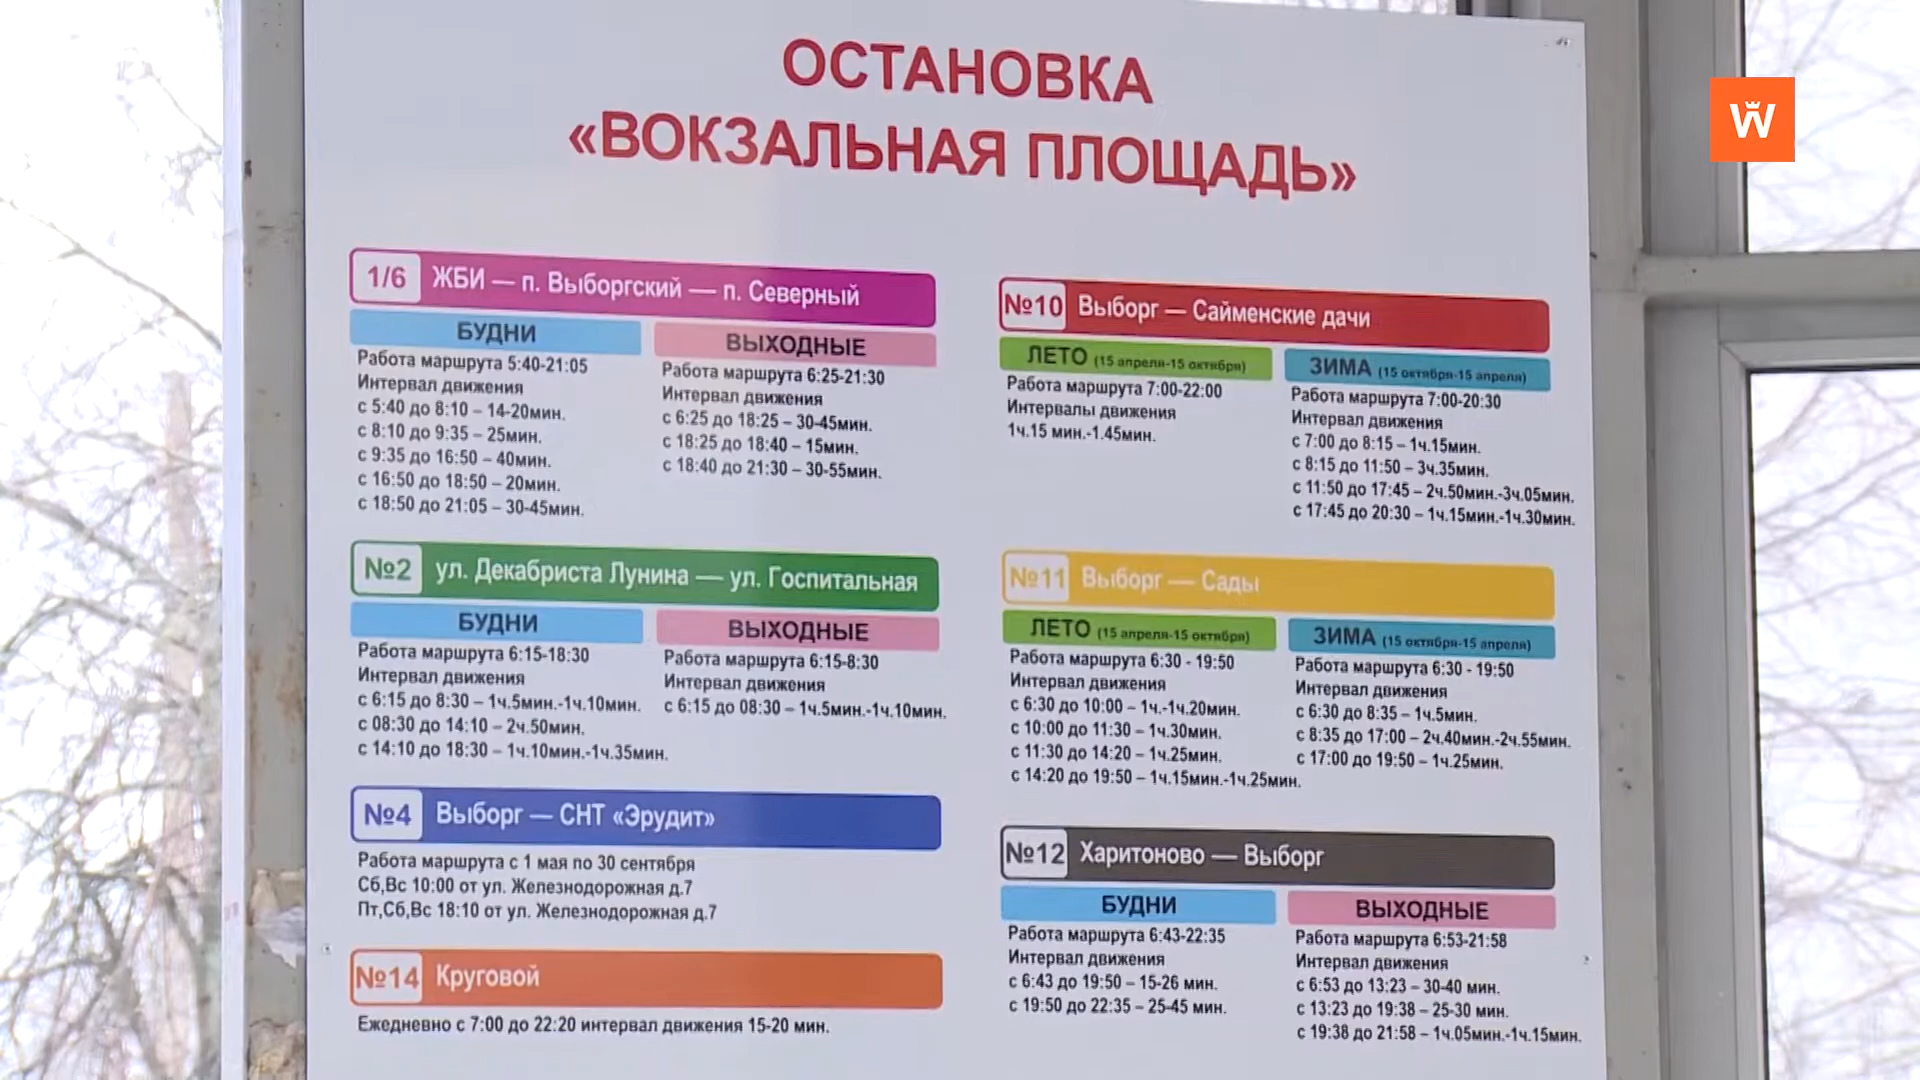 ОСТАНОВКА
«ВОКЗАЛЬНАЯ ПЛОЩАДЬ»
W
1/6 ЖБИ — п. Выборгский — п. Северный
БУДНИ
Работа маршрута 5:40-21:05
Интервал движения
с 5:40 до 8:10 – 14-20мин.
с 8:10 до 9:35 – 25мин.
с 9:35 до 16:50 – 40мин.
с 16:50 до 18:50 – 20мин.
с 18:50 до 21:05 – 30-45мин.
ВЫХОДНЫЕ
Работа маршрута 6:25-21:30
Интервал движения
с 6:25 до 18:25 – 30-45мин.
с 18:25 до 18:40 – 15мин.
с 18:40 до 21:30 – 30-55мин.
№2 ул. Декабриста Лунина — ул. Госпитальная
БУДНИ
Работа маршрута 6:15-18:30
Интервал движения
с 6:15 до 8:30 – 1ч.5мин.-1ч.10мин.
с 08:30 до 14:10 – 2ч.50мин.
с 14:10 до 18:30 – 1ч.10мин.-1ч.35мин.
ВЫХОДНЫЕ
Работа маршрута 6:15-8:30
Интервал движения
с 6:15 до 08:30 – 1ч.5мин.-1ч.10мин.
№4 Выборг — СНТ «Эрудит»
Работа маршрута с 1 мая по 30 сентября
Сб,Вс 10:00 от ул. Железнодорожная д.7
Пт,Сб,Вс 18:10 от ул. Железнодорожная д.7
№14 Круговой
Ежедневно с 7:00 до 22:20 интервал движения 15-20 мин.
№10 Выборг — Сайменские дачи
ЛЕТО (15 апреля-15 октября)
Работа маршрута 7:00-22:00
Интервалы движения
1ч.15 мин.-1.45мин.
ЗИМА (15 октября-15 апреля)
Работа маршрута 7:00-20:30
Интервал движения
с 7:00 до 8:15 – 1ч.15мин.
с 8:15 до 11:50 – 3ч.35мин.
с 11:50 до 17:45 – 2ч.50мин.-3ч.05мин.
с 17:45 до 20:30 – 1ч.15мин.-1ч.30мин.
№11 Выборг — Сады
ЛЕТО (15 апреля-15 октября)
Работа маршрута 6:30 - 19:50
Интервал движения
с 6:30 до 10:00 – 1ч.-1ч.20мин.
с 10:00 до 11:30 – 1ч.30мин.
с 11:30 до 14:20 – 1ч.25мин.
с 14:20 до 19:50 – 1ч.15мин.-1ч.25мин.
ЗИМА (15 октября-15 апреля)
Работа маршрута 6:30 - 19:50
Интервал движения
с 6:30 до 8:35 – 1ч.5мин.
с 8:35 до 17:00 – 2ч.40мин.-2ч.55мин.
с 17:00 до 19:50 – 1ч.25мин.
№12 Харитоново — Выборг
БУДНИ
Работа маршрута 6:43-22:35
Интервал движения
с 6:43 до 19:50 – 15-26 мин.
с 19:50 до 22:35 – 25-45 мин.
ВЫХОДНЫЕ
Работа маршрута 6:53-21:58
Интервал движения
с 6:53 до 13:23 – 30-40 мин.
с 13:23 до 19:38 – 25-30 мин.
с 19:38 до 21:58 – 1ч.05мин.-1ч.15мин.